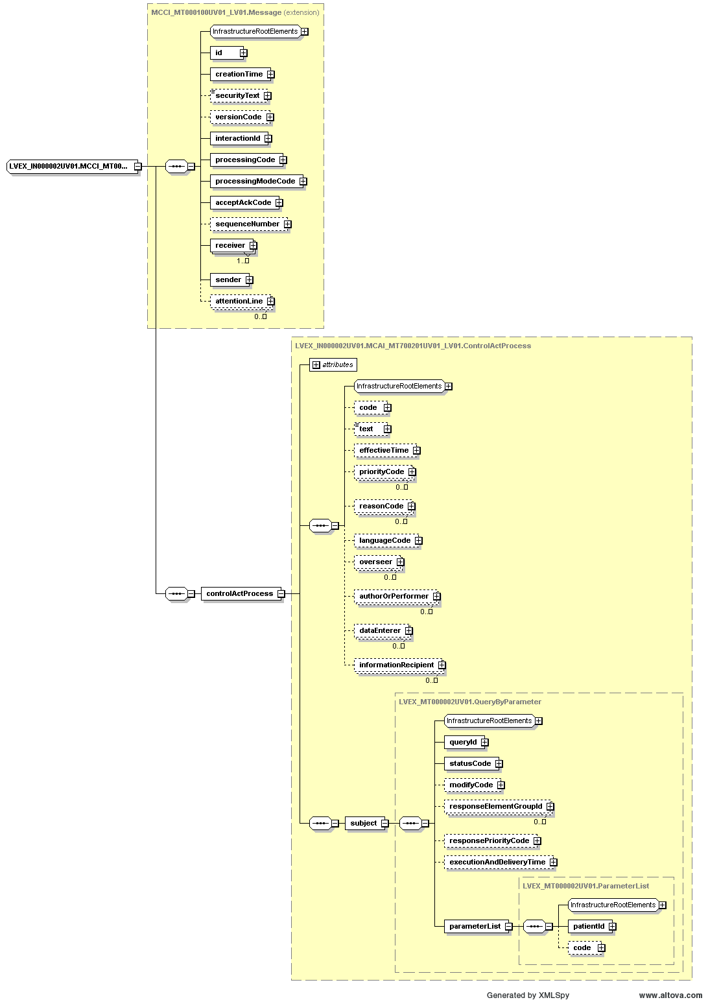 MCCI_MT000100UV01_LV01.Message (extension)
InfrastructureRootElements
id
creationTime
securityText
versionCode
interactionId
processingCode
LVEX_IN000002UV01.MCCI_MT00...
processingModeCode
acceptAckCode
sequenceNumber
receiver
1..
sender
attentionLine
0..
LVEX_IN000002UV01.MCAI_MT700201UV01_LV01.ControlActProcess
attributes
InfrastructureRootElements
code
text
effectiveTime
priorityCode
0..
reasonCode
0..
languageCode
overseer
0..
controlActProcess
authorOrPerformer
0..
dataEnterer
0..
informationRecipient
0..
LVEX_MT000002UV01.QueryByParameter
InfrastructureRootElements
queryId
statusCode
modifyCode
responseElementGroupId
0..
subject
responsePriorityCode
executionAndDeliveryTime
LVEX_MT000002UV01.ParameterList
InfrastructureRootElements
parameterList
patientId
code
Generated by XMLSpy
www.altova.com